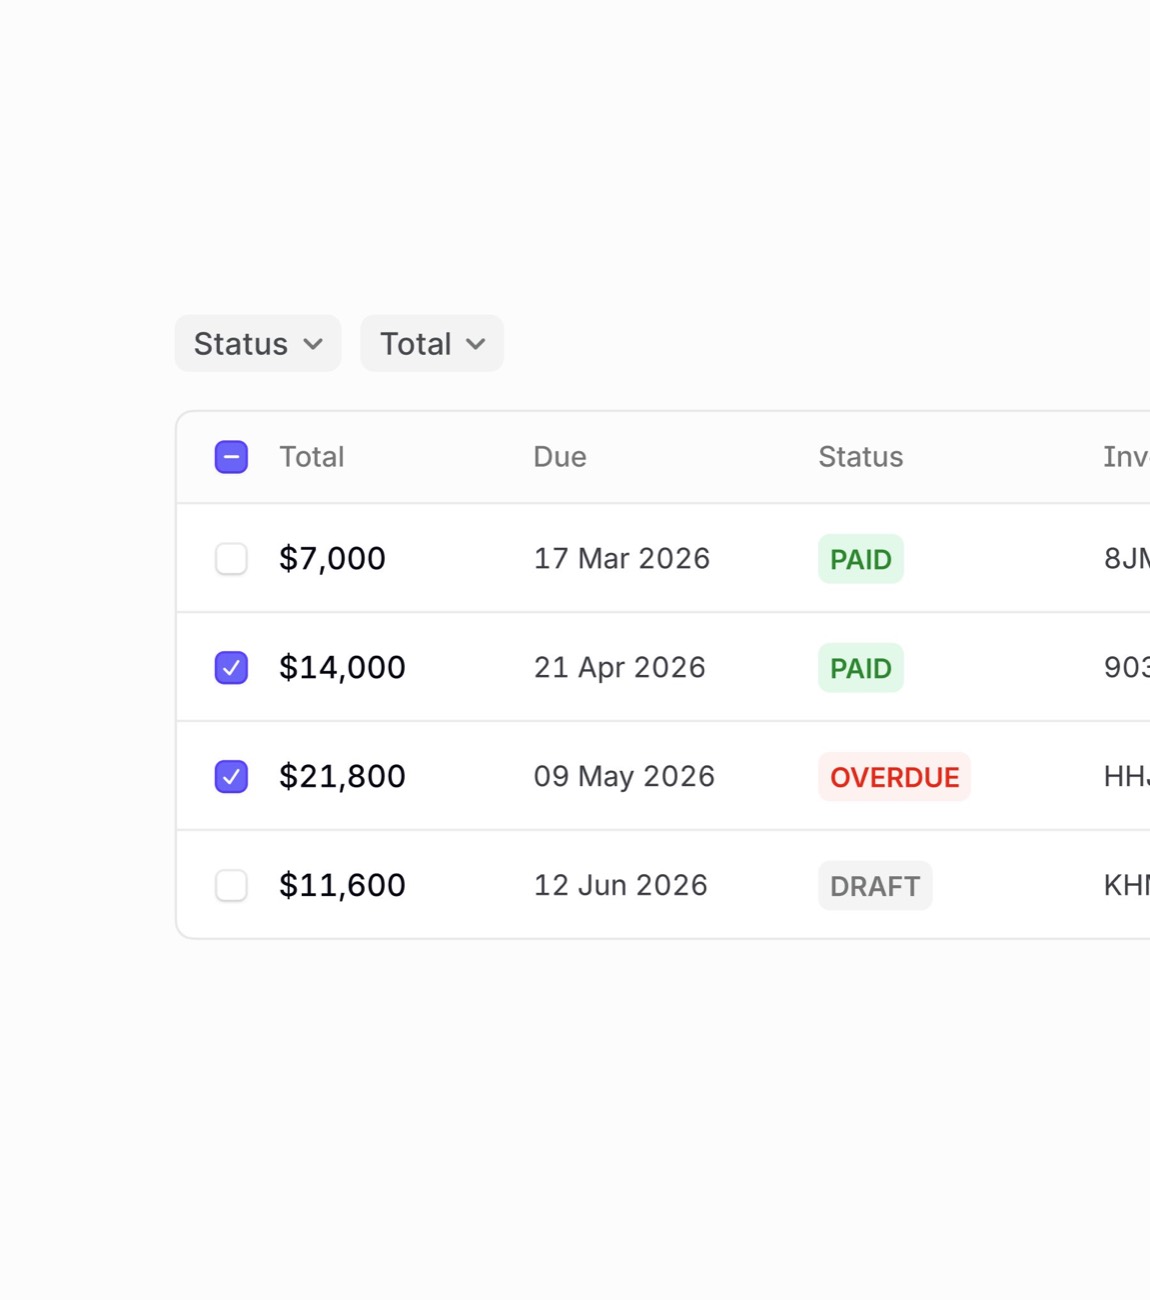 Status Total
Total Due Status
$7,000 17 Mar 2026 PAID
$14,000 21 Apr 2026 PAID
$21,800 09 May 2026 OVERDUE
$11,600 12 Jun 2026 DRAFT